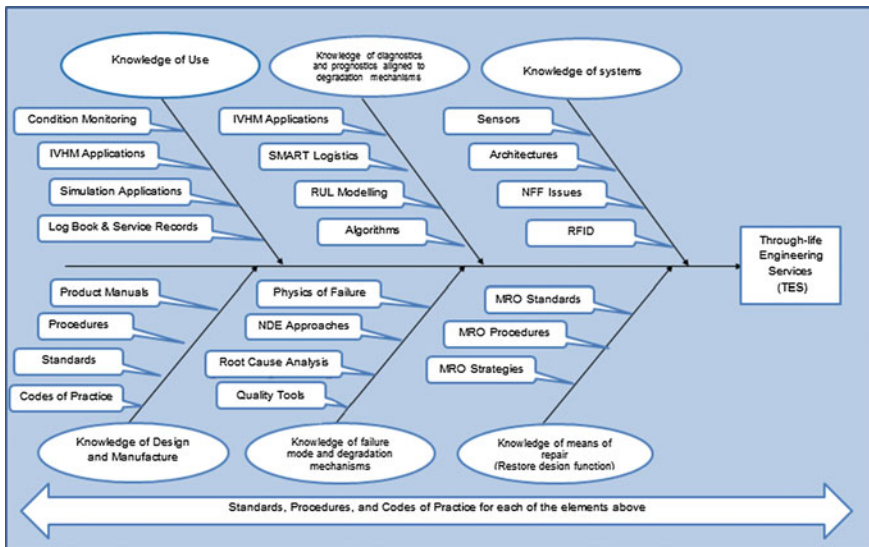 Knowledge of Use
Knowledge of diagnostics
and prognostics aligned to
degradation mechanisms
Knowledge of systems
Condition Monitoring
IVHM Applications
Simulation Applications
Log Book & Service Records
IVHM Applications
SMART Logistics
RUL Modelling
Algorithms
Sensors
Architectures
NFF Issues
RFID
Through-life
Engineering
Services
(TES)
Product Manuals
Procedures
Standards
Codes of Practice
Physics of Failure
NDE Approaches
Root Cause Analysis
Quality Tools
MRO Standards
MRO Procedures
MRO Strategies
Knowledge of Design
and Manufacture
Knowledge of failure
mode and degradation
mechanisms
Knowledge of means of
repair
(Restore design function)
Standards, Procedures, and Codes of Practice for each of the elements above